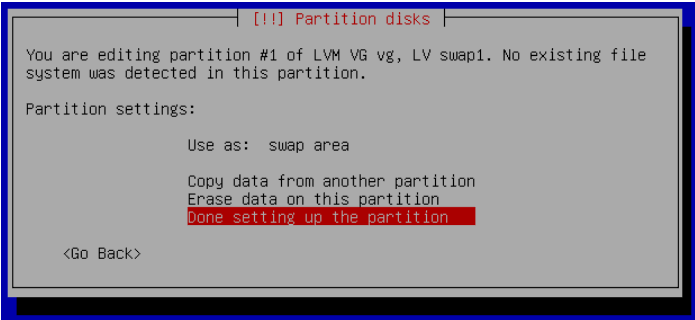 [!!] Partition disks
You are editing partition #1 of LVM VG vg, LV swap1. No existing file
system was detected in this partition.
Partition settings:
Use as:  swap area
Copy data from another partition
Erase data on this partition
Done setting up the partition
<Go Back>